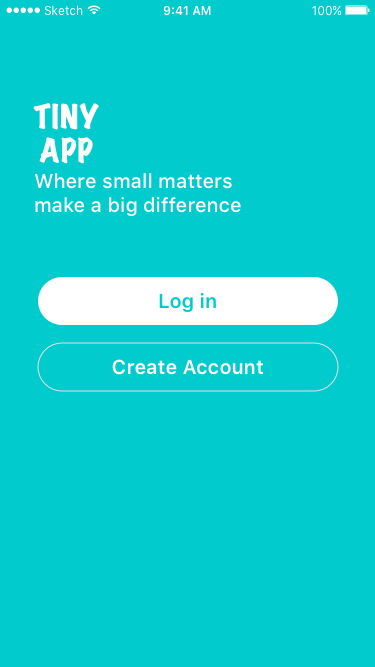 Sketch 9:41 AM 100%
TINY
APP
Where small matters
make a big difference
Log in
Create Account